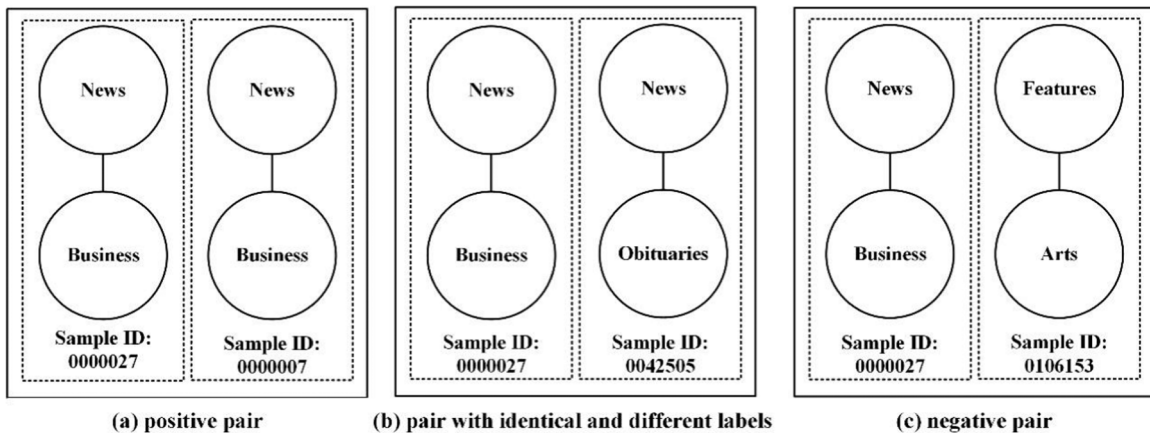 News
Business
Sample ID:
0000027
News
Business
Sample ID:
0000007
(a) positive pair
News
Business
Sample ID:
0000027
News
Obituaries
Sample ID:
0042505
(b) pair with identical and different labels
News
Business
Sample ID:
0000027
Features
Arts
Sample ID:
0106153
(c) negative pair